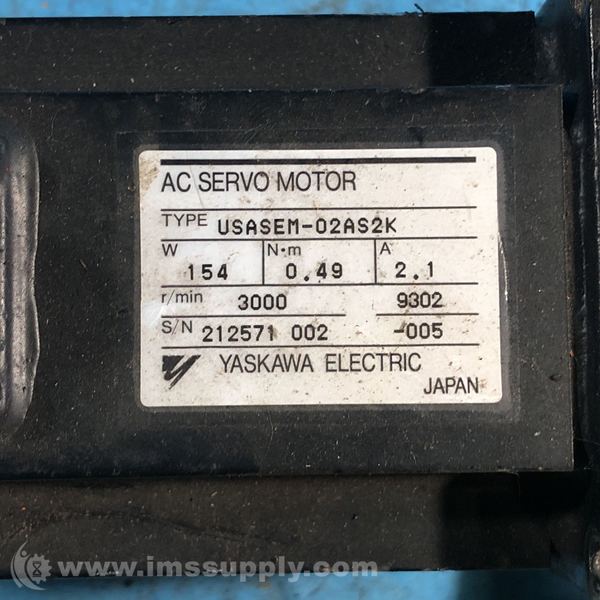 AC SERVO MOTOR
TYPE USASEM-02AS2K
W 154 N·m 0.49 A 2.1
r/min 3000 9302
S/N 212571 002 -005
YASKAWA ELECTRIC
JAPAN
www.imssupply.com